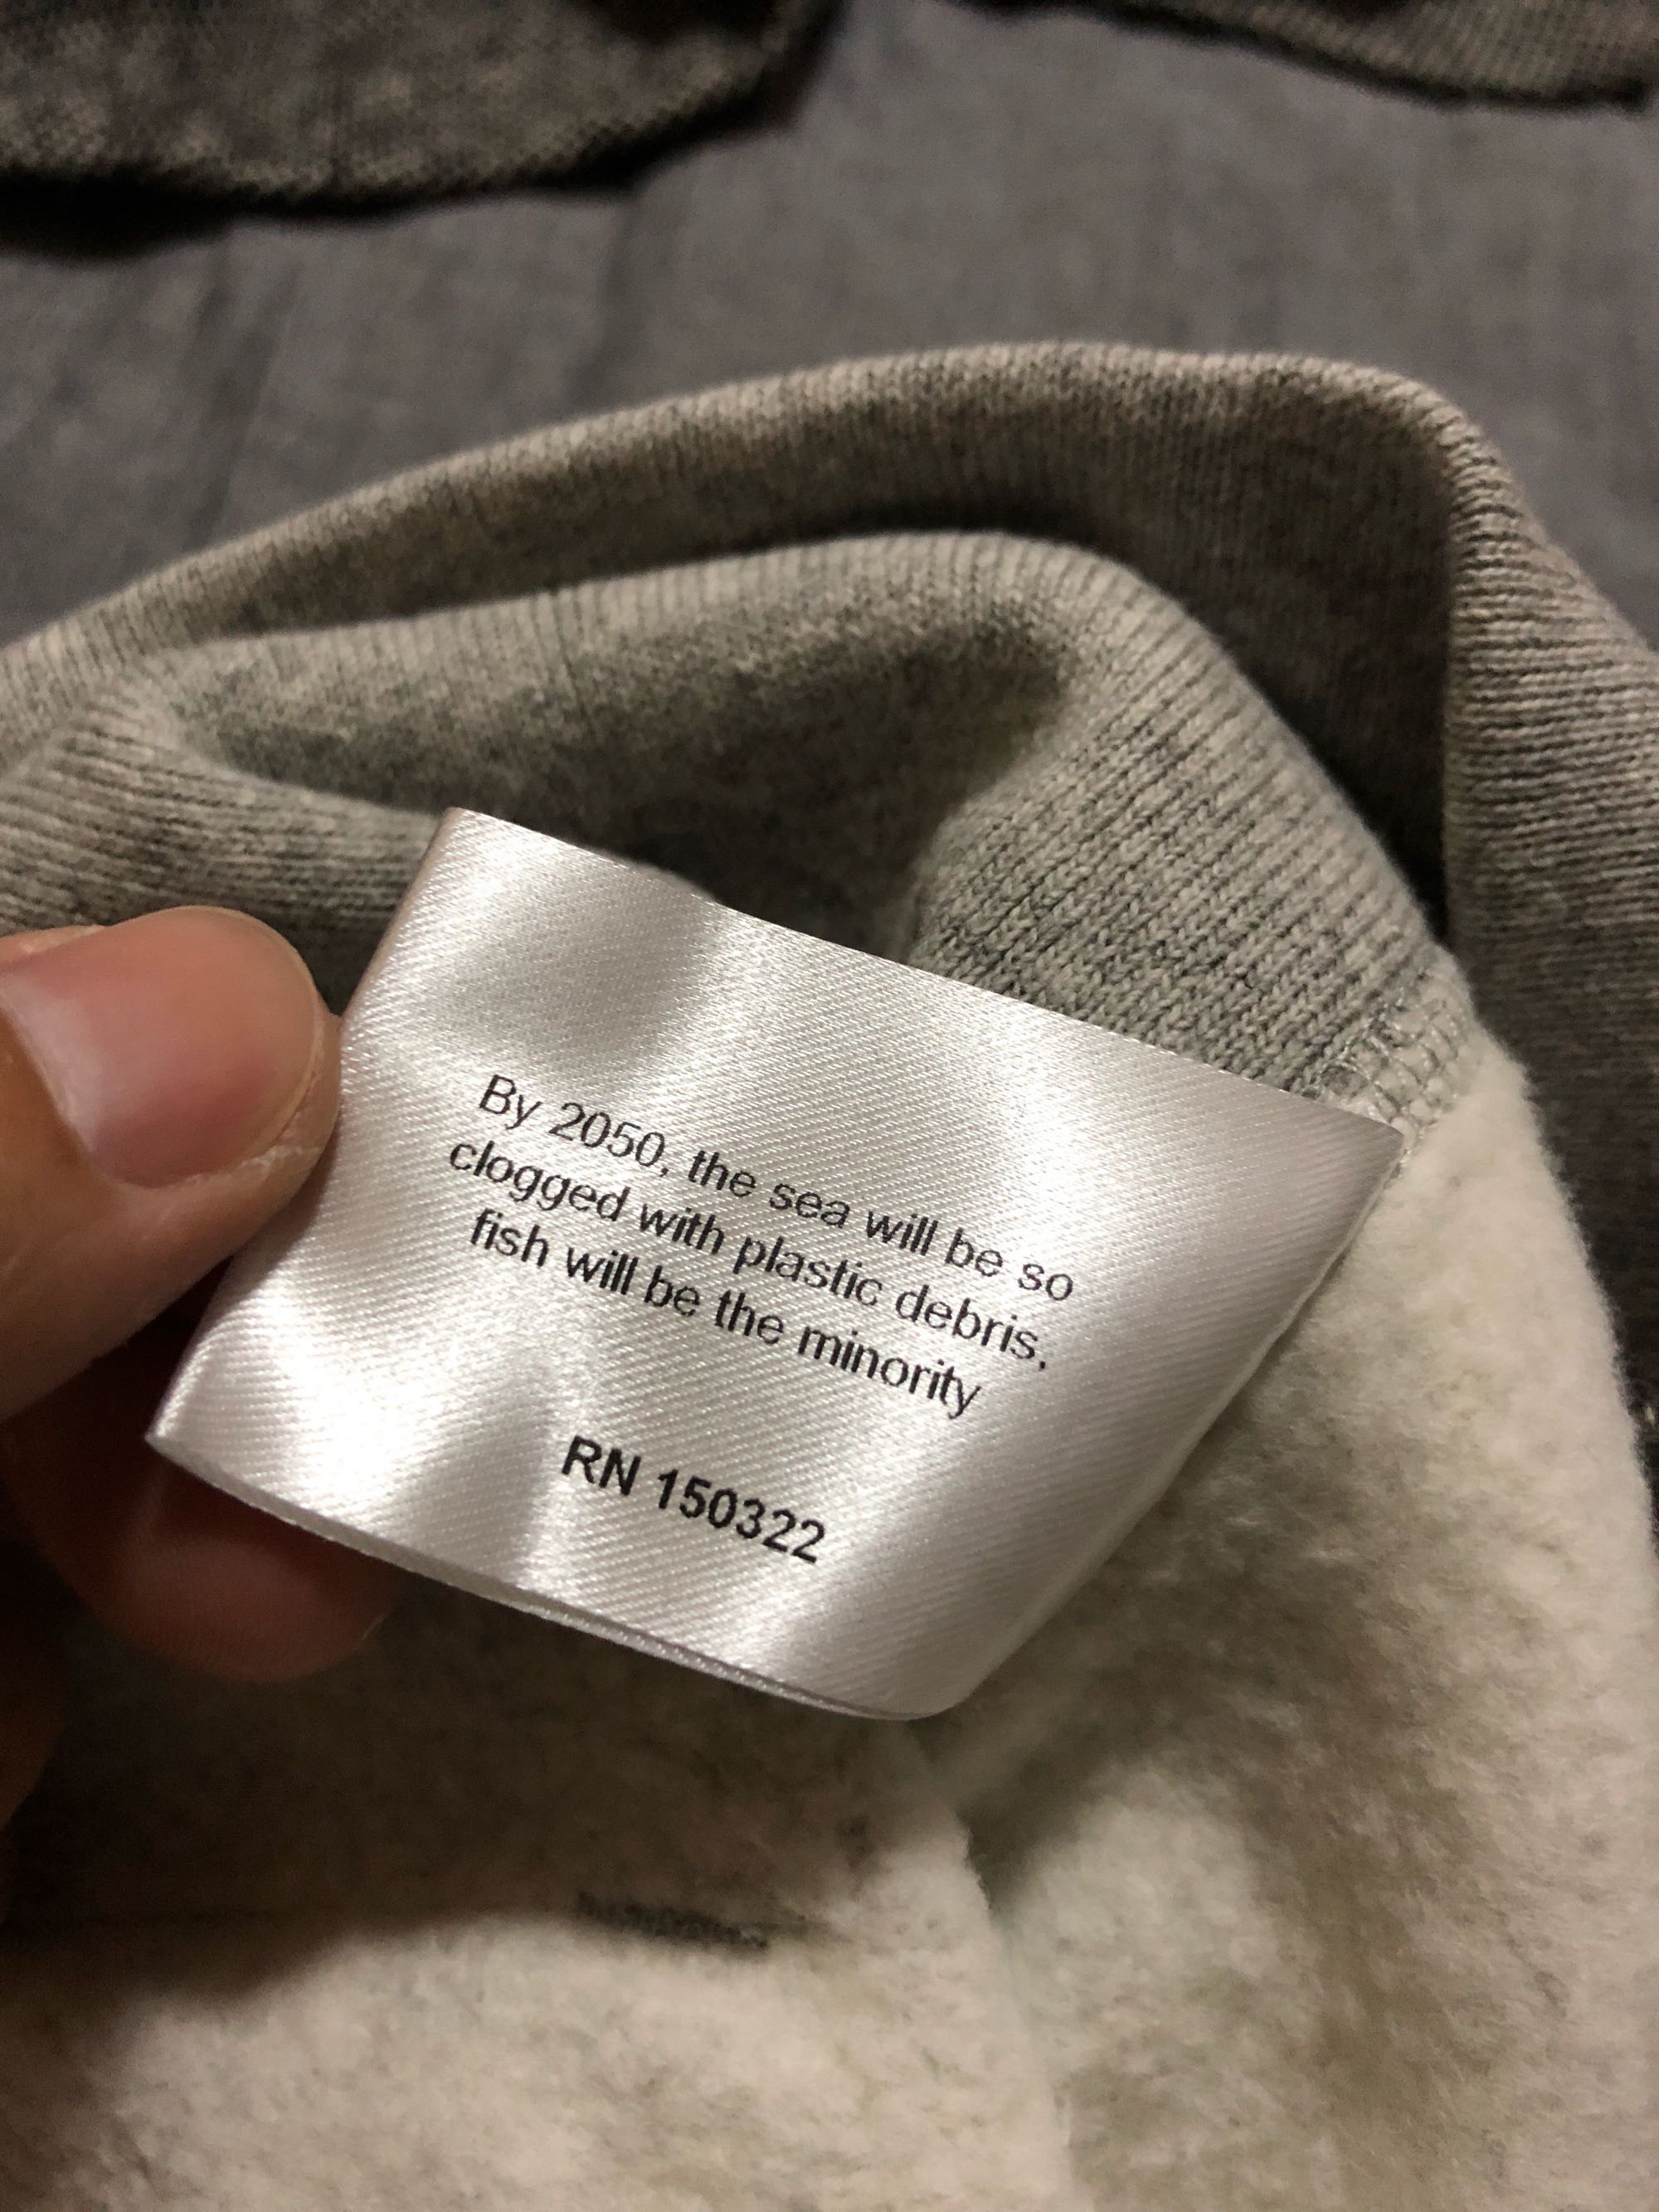 By 2050, the sea will be so
clogged with plastic debris,
fish will be the minority
RN 150322